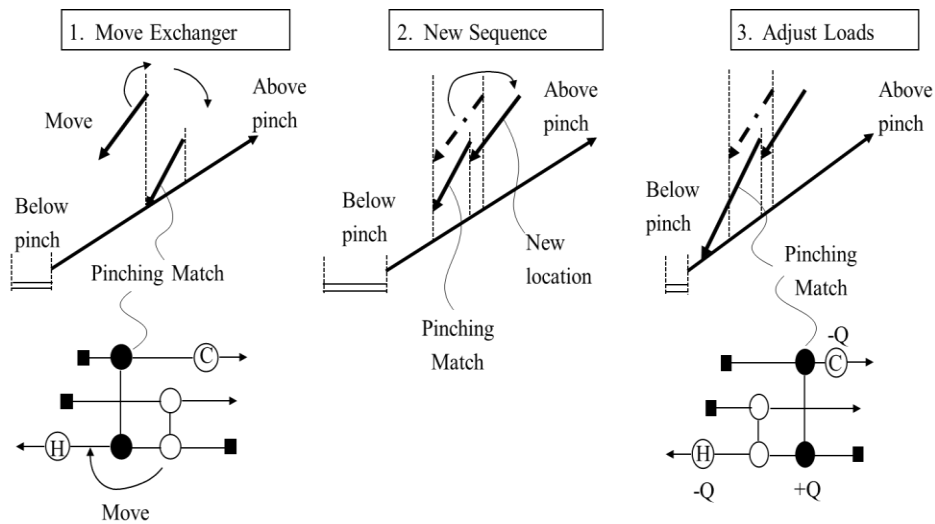 1. Move Exchanger
2. New Sequence
3. Adjust Loads
Move
Above
pinch
Below
pinch
Pinching Match
C
H
Move
Above
pinch
Below
pinch
New
location
Pinching
Match
Above
pinch
Below
pinch
Pinching
Match
-Q
C
H
-Q
+Q